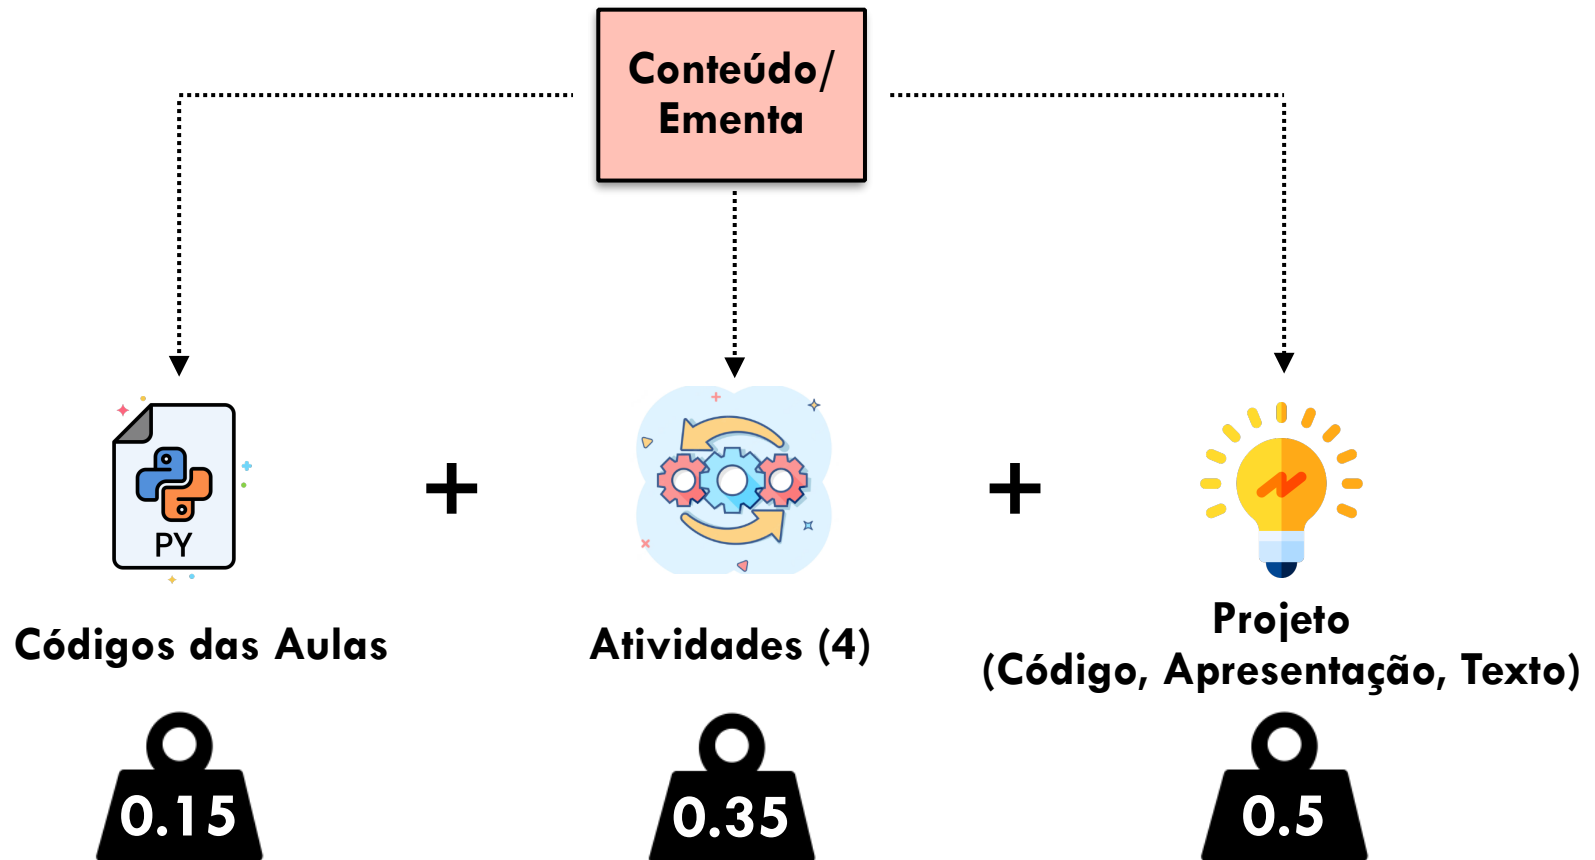 Conteúdo/
Ementa
PY
+
+
Códigos das Aulas
Atividades (4)
Projeto
(Código, Apresentação, Texto)
0.15
0.35
0.5